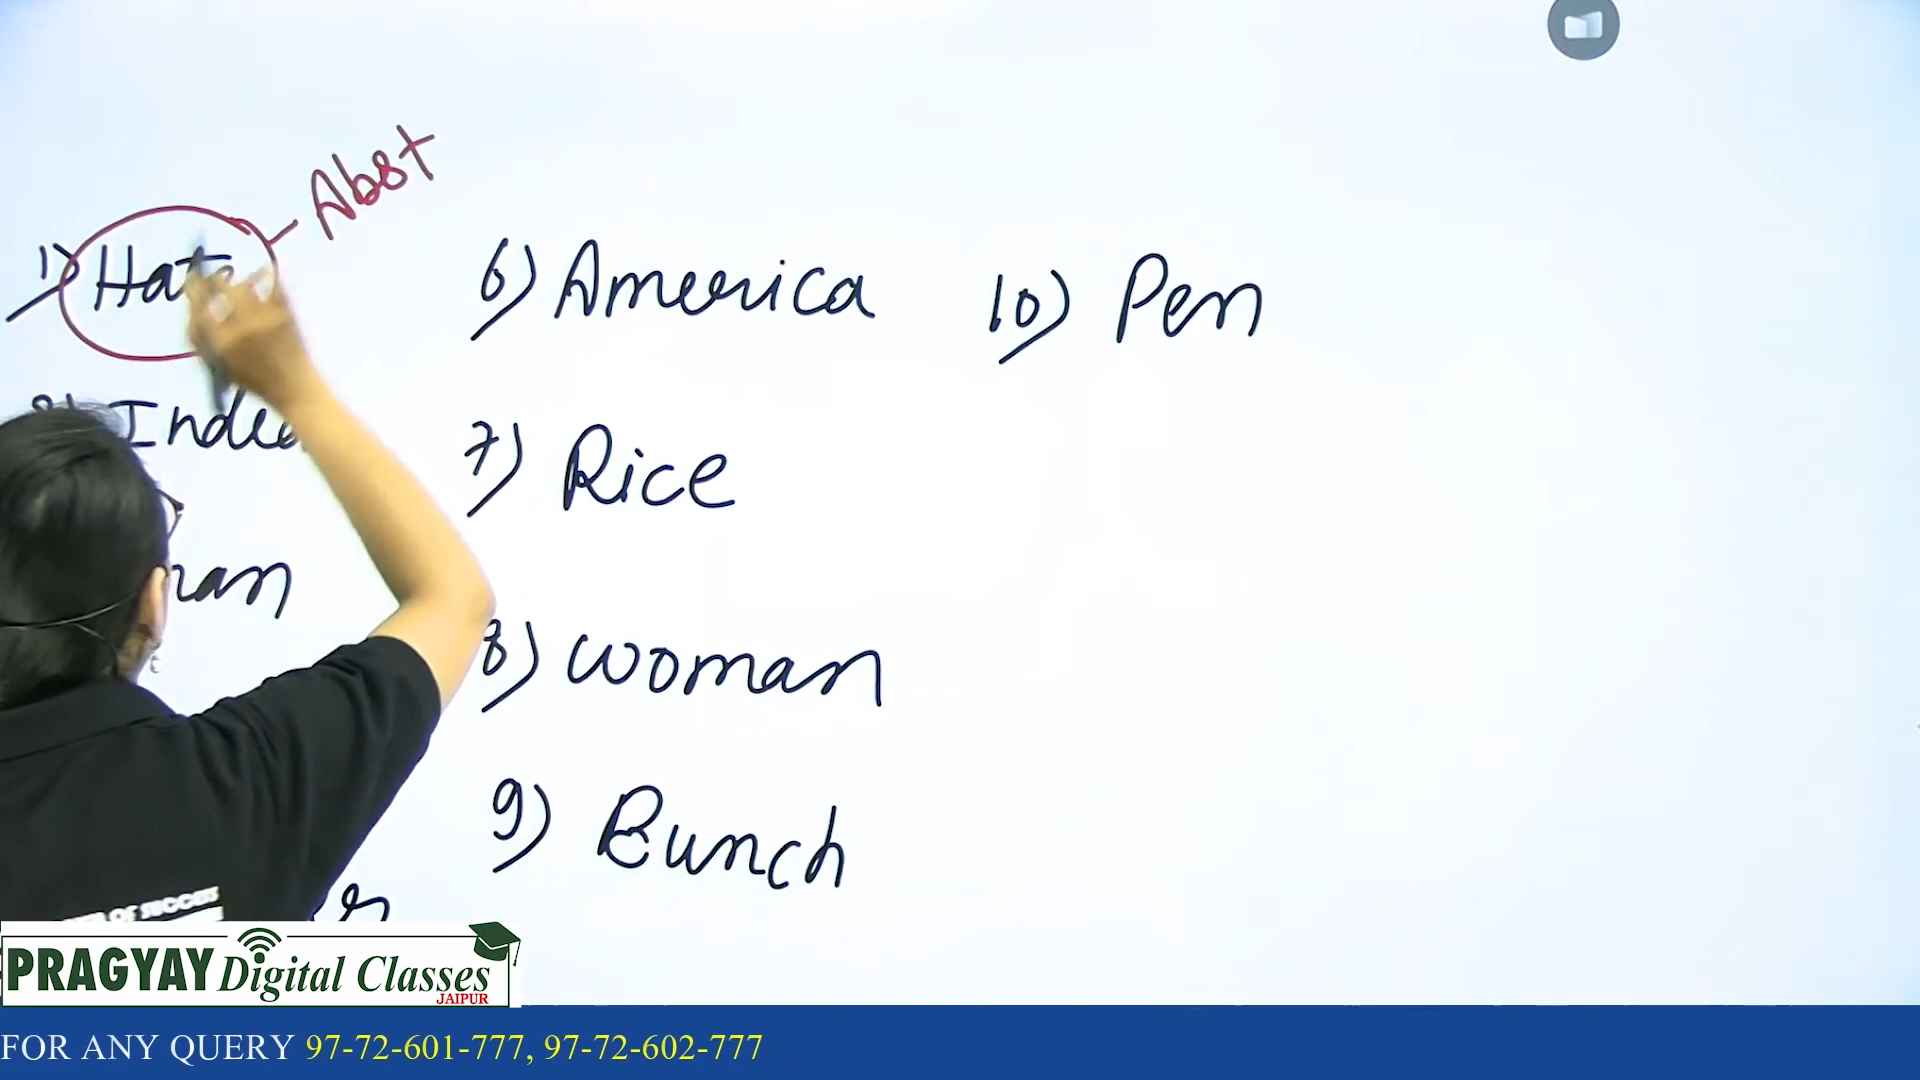 Abst
1) Hate
6) America
10) Pen
India
7) Rice
8) woman
9) Bunch
PRAGYAY Digital Classes
JAIPUR
FOR ANY QUERY 97-72-601-777, 97-72-602-777